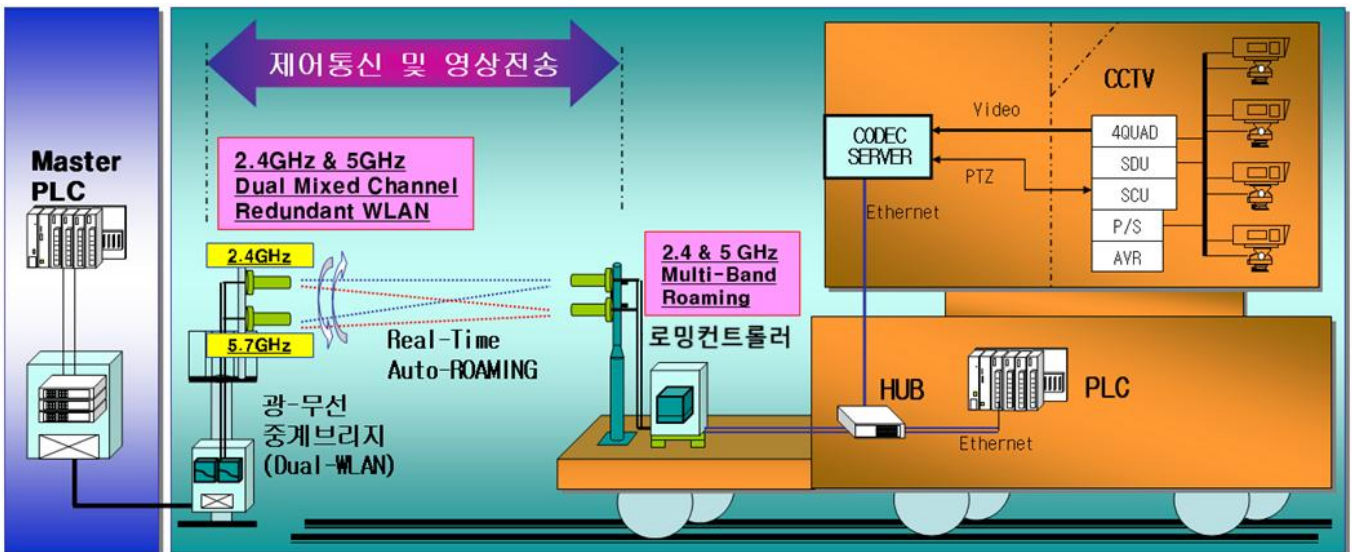 제어통신 및 영상전송
Master
PLC
2.4GHz & 5GHz
Dual Mixed Channel
Redundant WLAN
2.4GHz
5.7GHz
Real-Time
Auto-ROAMING
광-무선
중계브리지
(Dual-WLAN)
2.4 & 5 GHz
Multi-Band
Roaming
로밍컨트롤러
CODEC
SERVER
Video
PTZ
Ethernet
CCTV
4QUAD
SDU
SCU
P/S
AVR
HUB
PLC
Ethernet